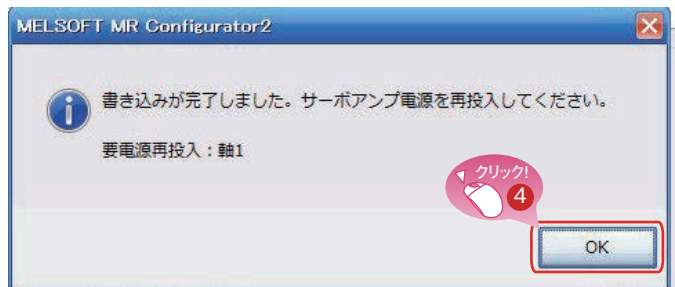 MELSOFT MR Configurator2
書き込みが完了しました。サーボアンプ電源を再投入してください。
要電源再投入：軸1
クリック!
4
OK